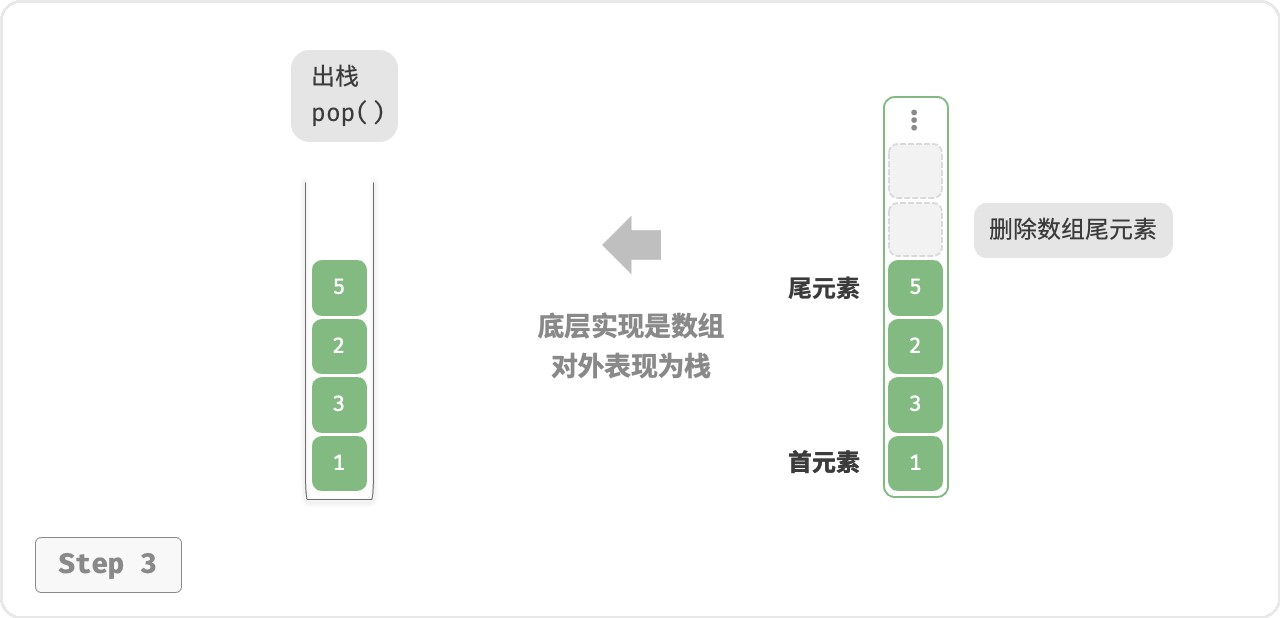 出栈
pop()
5
2
3
1
底层实现是数组
对外表现为栈
删除数组尾元素
尾元素
5
2
3
首元素
1
Step 3